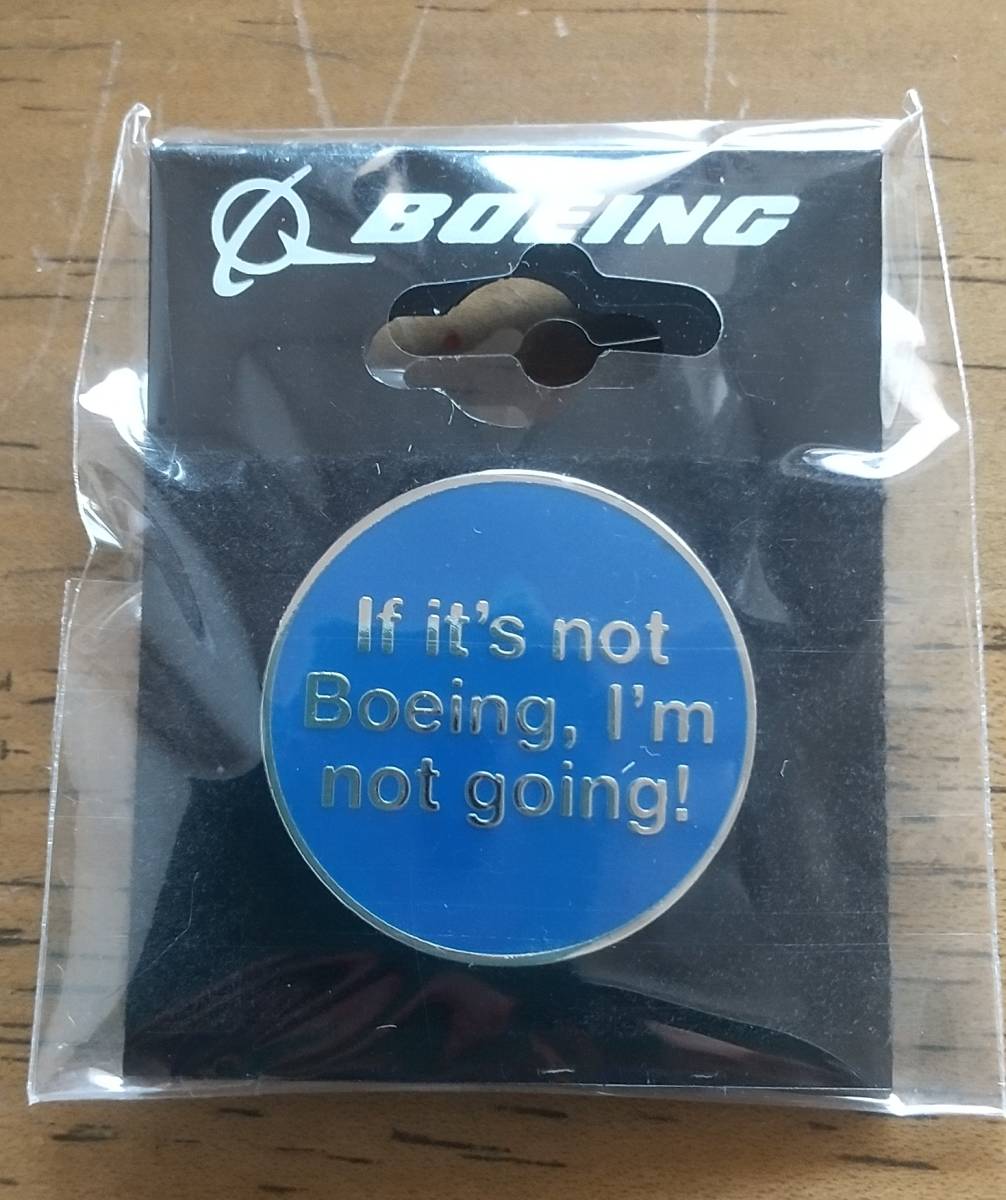 BOEING
If it's not
Boeing, I'm
not going!